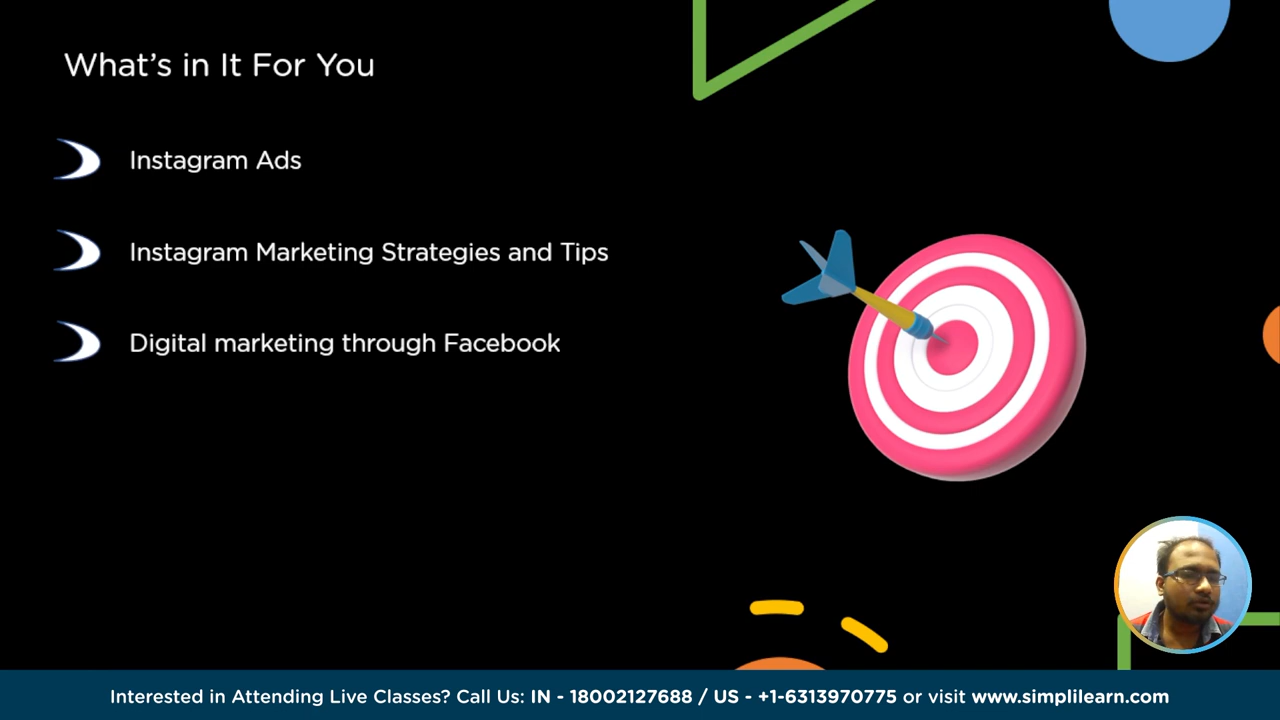 What’s in It For You
Instagram Ads
Instagram Marketing Strategies and Tips
Digital marketing through Facebook
Interested in Attending Live Classes? Call Us: IN - 18002127688 / US - +1-6313970775 or visit www.simplilearn.com